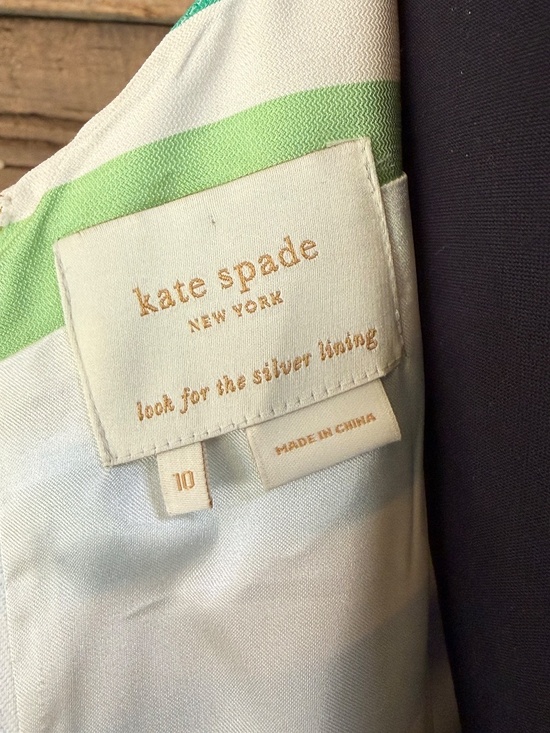 kate spade
NEW YORK
look for the silver lining
10
MADE IN CHINA